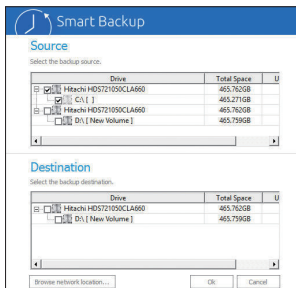 Smart Backup
Source
Select the backup source.
Drive Total Space U
Hitachi HDS721050CLA660 465.762GB
C:\ [ ] 465.271GB
Hitachi HDS721050CLA660 465.762GB
D:\ [ New Volume ] 465.759GB
Destination
Select the backup destination.
Drive Total Space U
Hitachi HDS721050CLA660 465.762GB
D:\ [ New Volume ] 465.759GB
Browse network location... Ok Cancel